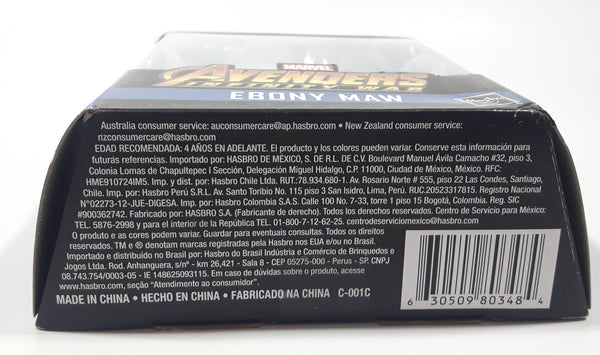 MARVEL
AVENGERS
INFINITY WAR
EBONY MAW
Australia consumer service: auconsumercare@ap.hasbro.com. • New Zealand consumer service:
nzconsumercare@hasbro.com
EDAD RECOMENDADA: 4 AÑOS EN ADELANTE. El producto y los colores pueden variar. Conserve esta información para
futuras referencias. Importado por: HASBRO DE MÉXICO, S. DE R.L. DE C.V. Boulevard Manuel Ávila Camacho #32, piso 3,
Colonia Lomas de Chapultepec I Sección, Delegación Miguel Hidalgo, C.P. 11000, Ciudad de México, México. RFC:
HME910724IM5. Imp. y dist. por: Hasbro Chile Ltda. RUT:78.934.680-1. Av. Rosario Norte # 555, piso 22 Las Condes, Santiago,
Chile. Imp. por: Hasbro Perú S.R.L. Av. Santo Toribio No. 115 piso 3 San Isidro, Lima, Perú. RUC.20523317815. Registro Nacional
N°02273-12-JUE-DIGESA. Imp. por: Hasbro Colombia S.A.S. Calle 100 No. 7-33, torre 1 piso 15 Bogotá, Colombia. Reg. SIC
#900362742. Fabricado por: HASBRO S.A. (Fabricante de derecho). Todos los derechos reservados. Centro de Servicio para México:
TEL. 5876-2998 y para el interior de la República TEL. 01-800-7-12-62-25. centrodeserviciomexico@hasbro.com
O produto e as cores podem variar. Guardar para eventuais consultas. Todos os direitos
reservados. TM e ® denotam marcas registradas pela Hasbro nos EUA e/ou no Brasil.
Importado e distribuído no Brasil por: Hasbro do Brasil Indústria e Comércio de Brinquedos e
Jogos Ltda. Rod. Anhanguera, s/nº - km 26,421 - Sala 8 - CEP 05275-000 - Perus - SP. CNPJ
08.743.754/0003-05 - IE 148625093115. Em caso de dúvidas sobre o produto, acesse
www.hasbro.com, seção "Atendimento ao consumidor".
MADE IN CHINA • HECHO EN CHINA • FABRICADO NA CHINA C-001C
6 30509 80348 4